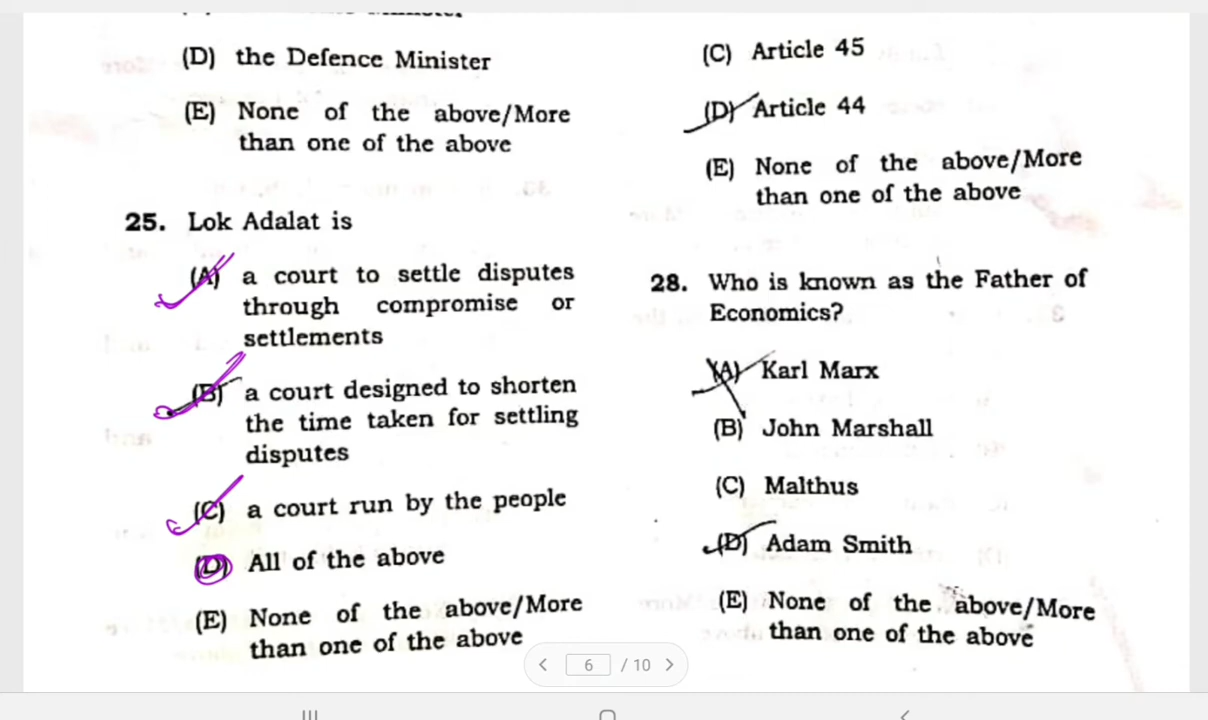 (D) the Defence Minister
(E) None of the above/More
than one of the above
25. Lok Adalat is
(A) a court to settle disputes
through compromise or
settlements
(B) a court designed to shorten
the time taken for settling
disputes
(C) a court run by the people
(D) All of the above
(E) None of the above/More
than one of the above
(C) Article 45
(D) Article 44
(E) None of the above/More
than one of the above
28. Who is known as the Father of
Economics?
(A) Karl Marx
(B) John Marshall
(C) Malthus
(D) Adam Smith
(E) None of the above/More
than one of the above
6 / 10